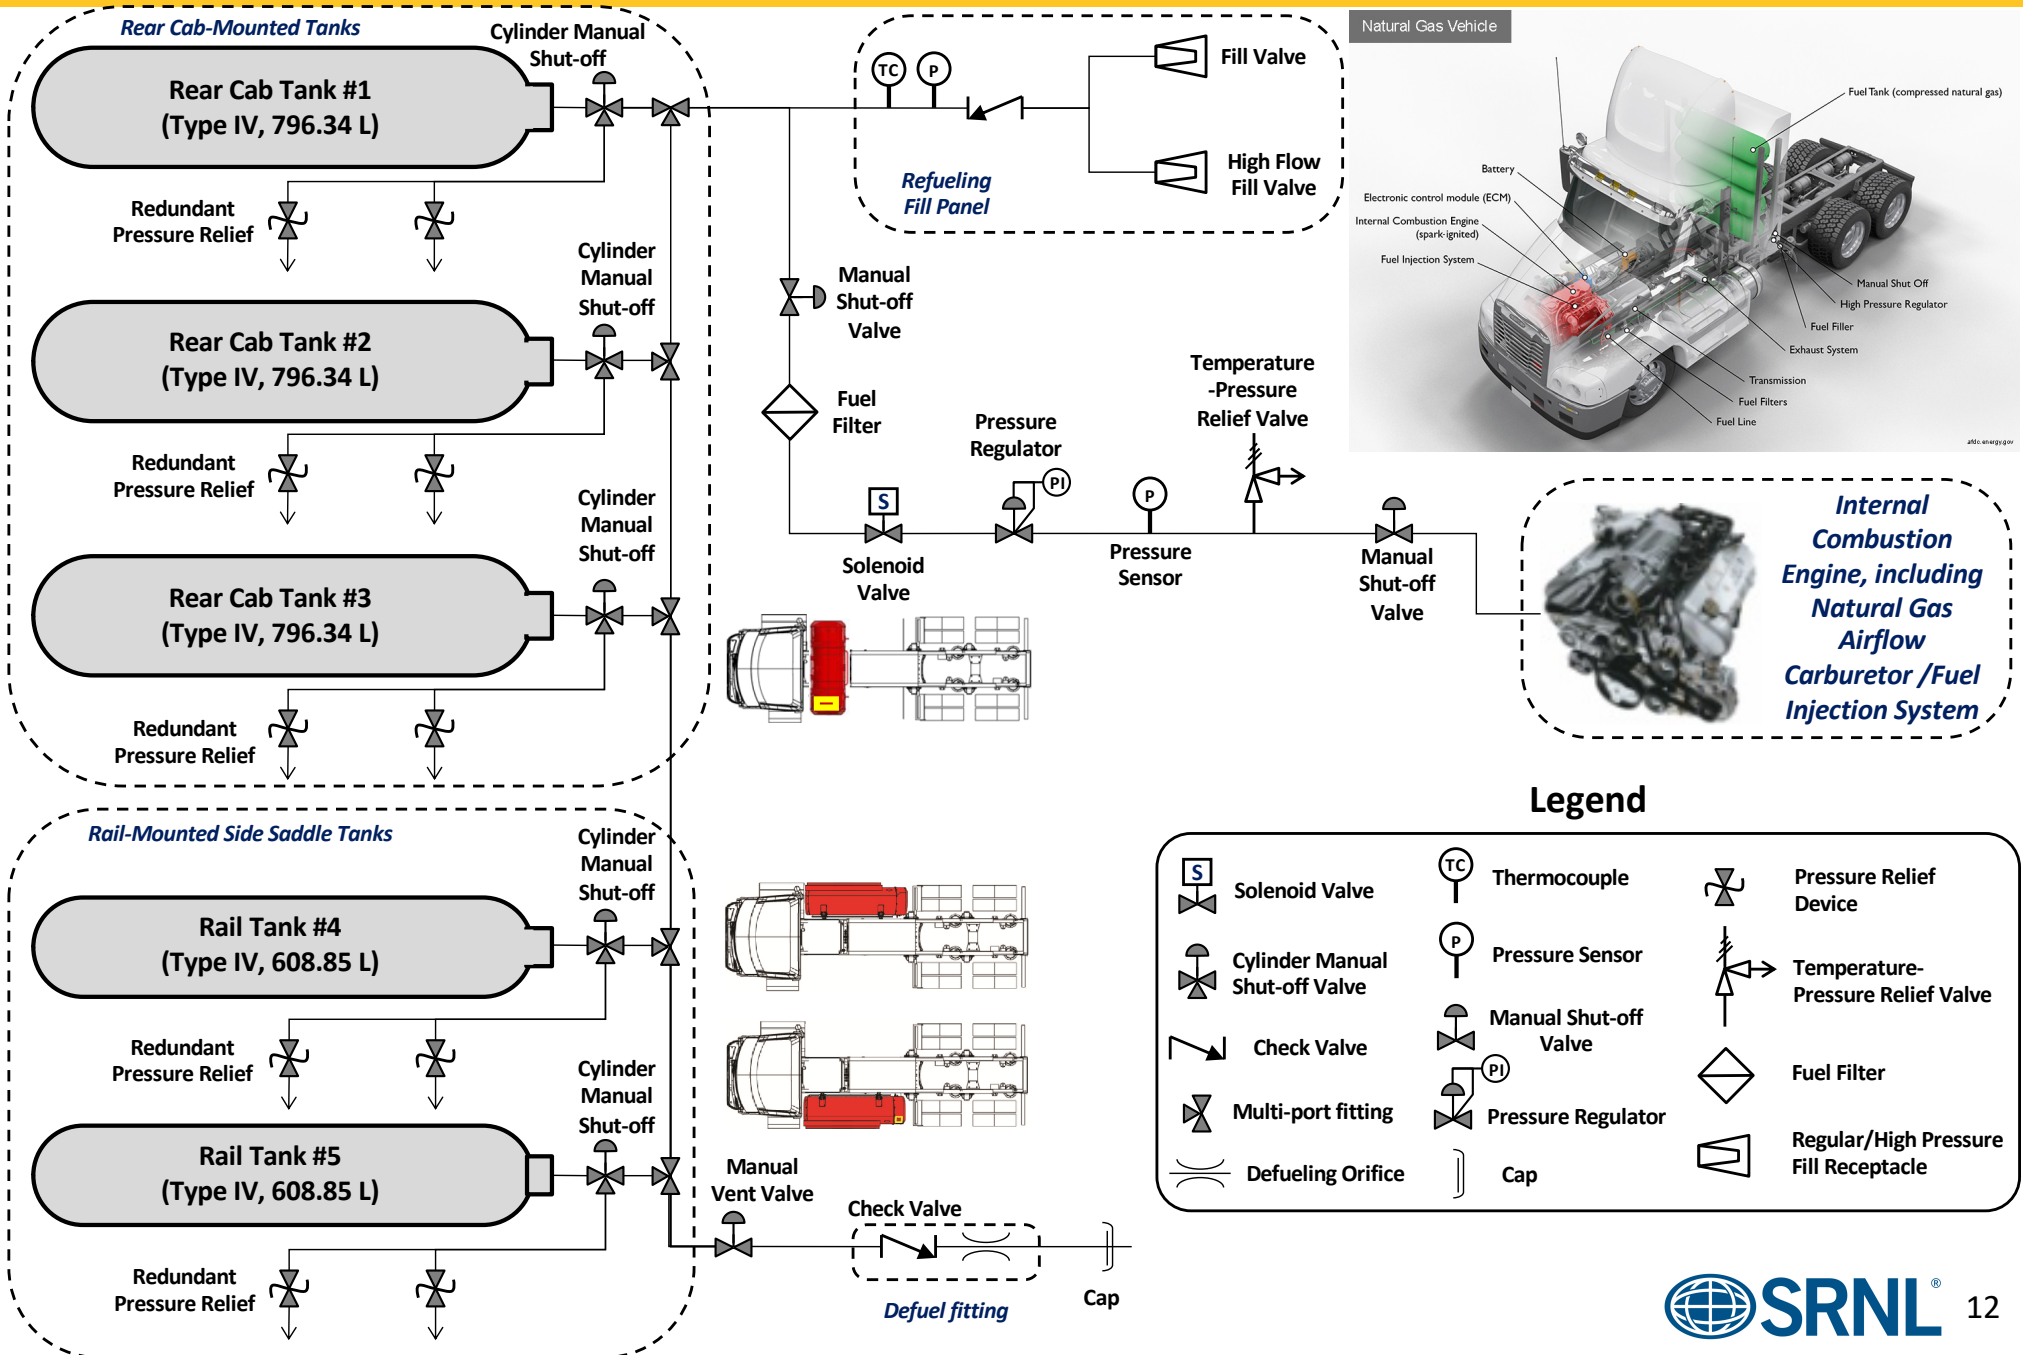 Rear Cab-Mounted Tanks
Cylinder Manual
Shut-off
Rear Cab Tank #1
(Type IV, 796.34 L)
Redundant
Pressure Relief
Cylinder
Manual
Shut-off
Rear Cab Tank #2
(Type IV, 796.34 L)
Redundant
Pressure Relief
Cylinder
Manual
Shut-off
Rear Cab Tank #3
(Type IV, 796.34 L)
Redundant
Pressure Relief
Rail-Mounted Side Saddle Tanks
Cylinder
Manual
Shut-off
Rail Tank #4
(Type IV, 608.85 L)
Redundant
Pressure Relief
Cylinder
Manual
Shut-off
Rail Tank #5
(Type IV, 608.85 L)
Redundant
Pressure Relief
TC
P
Fill Valve
High Flow
Fill Valve
Refueling
Fill Panel
Manual
Shut-off
Valve
Fuel
Filter
S
Solenoid
Valve
Pressure
Regulator
PI
P
Pressure
Sensor
Temperature
-Pressure
Relief Valve
Manual
Shut-off
Valve
Internal
Combustion
Engine, including
Natural Gas
Airflow
Carburetor /Fuel
Injection System
Natural Gas Vehicle
Fuel Tank (compressed natural gas)
Battery
Electronic control module (ECM)
Internal Combustion Engine
(spark-ignited)
Fuel Injection System
Manual Shut Off
High Pressure Regulator
Fuel Filler
Exhaust System
Transmission
Fuel Filters
Fuel Line
afdc.energy.gov
Manual
Vent Valve
Check Valve
Defuel fitting
Cap
Legend
S
Solenoid Valve
Cylinder Manual
Shut-off Valve
Check Valve
Multi-port fitting
Defueling Orifice
TC
Thermocouple
P
Pressure Sensor
Manual Shut-off
Valve
PI
Pressure Regulator
Cap
Pressure Relief
Device
Temperature-
Pressure Relief Valve
Fuel Filter
Regular/High Pressure
Fill Receptacle
SRNL®
12